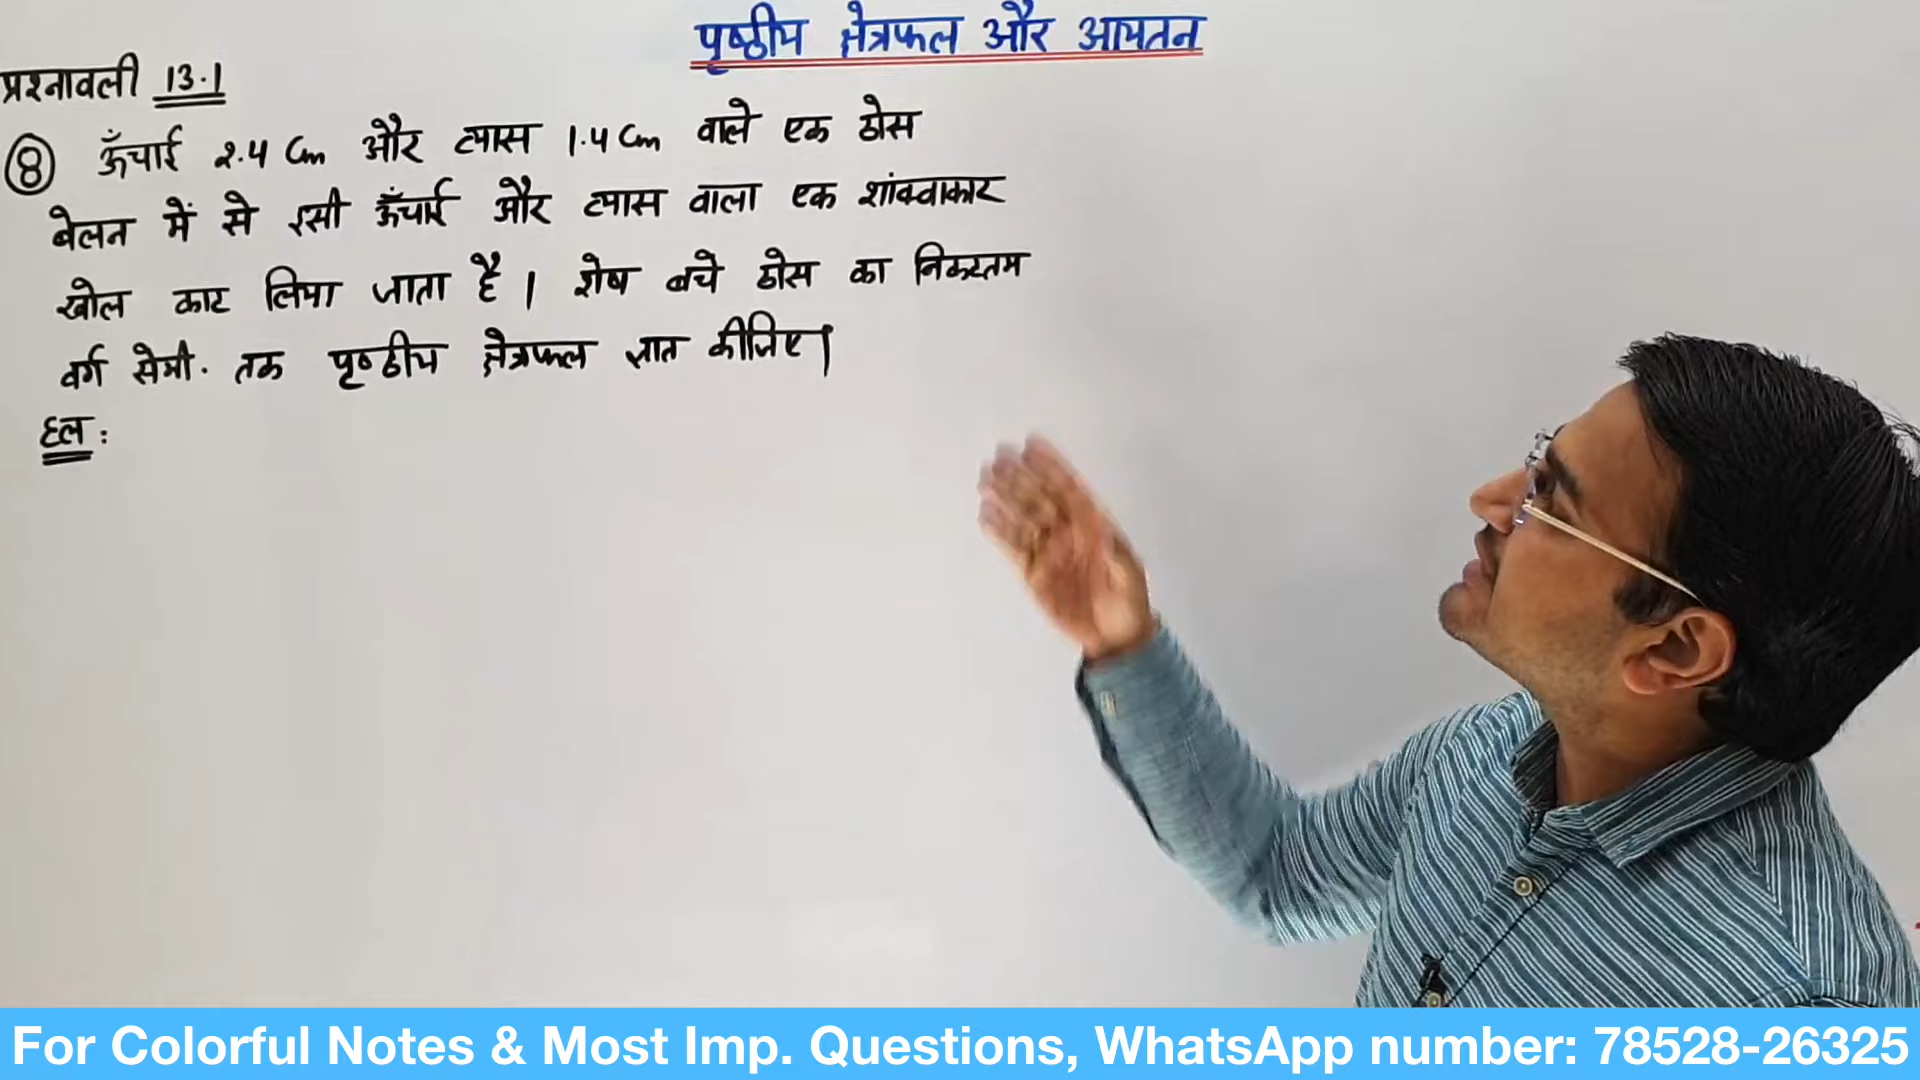 पृष्ठीय क्षेत्रफल और आयतन
प्रश्नावली 13.1
⑧ ऊँचाई 2.4 Cm और व्यास 1.4 Cm वाले एक ठोस
बेलन में से इसी ऊँचाई और व्यास वाला एक शांक्वाकार
खोल काट लिया जाता है। शेष बचे ठोस का निकटतम
वर्ग सेमी. तक पृष्ठीय क्षेत्रफल ज्ञात कीजिए।
हल:
For Colorful Notes & Most Imp. Questions, WhatsApp number: 78528-26325